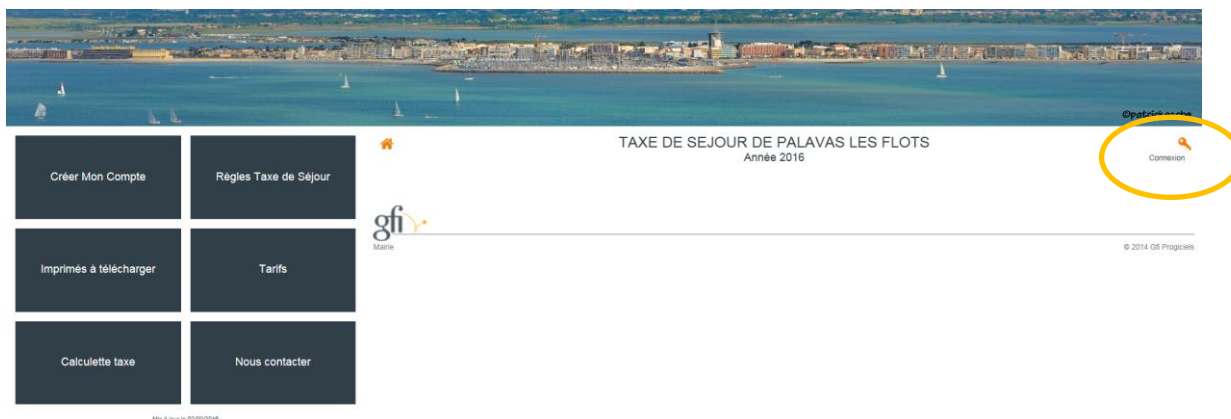 ©patrick
TAXE DE SEJOUR DE PALAVAS LES FLOTS
Année 2016
Connexion
Créer Mon Compte
Règles Taxe de Séjour
gfi
Mairie
© 2014 Gfi Progiciels
Imprimés à télécharger
Tarifs
Calculette taxe
Nous contacter